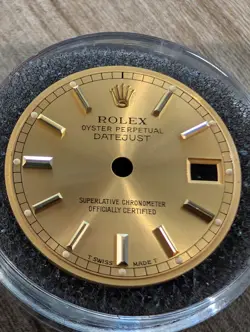 ROLEX
OYSTER PERPETUAL
DATEJUST
SUPERLATIVE CHRONOMETER
OFFICIALLY CERTIFIED
T SWISS MADE T